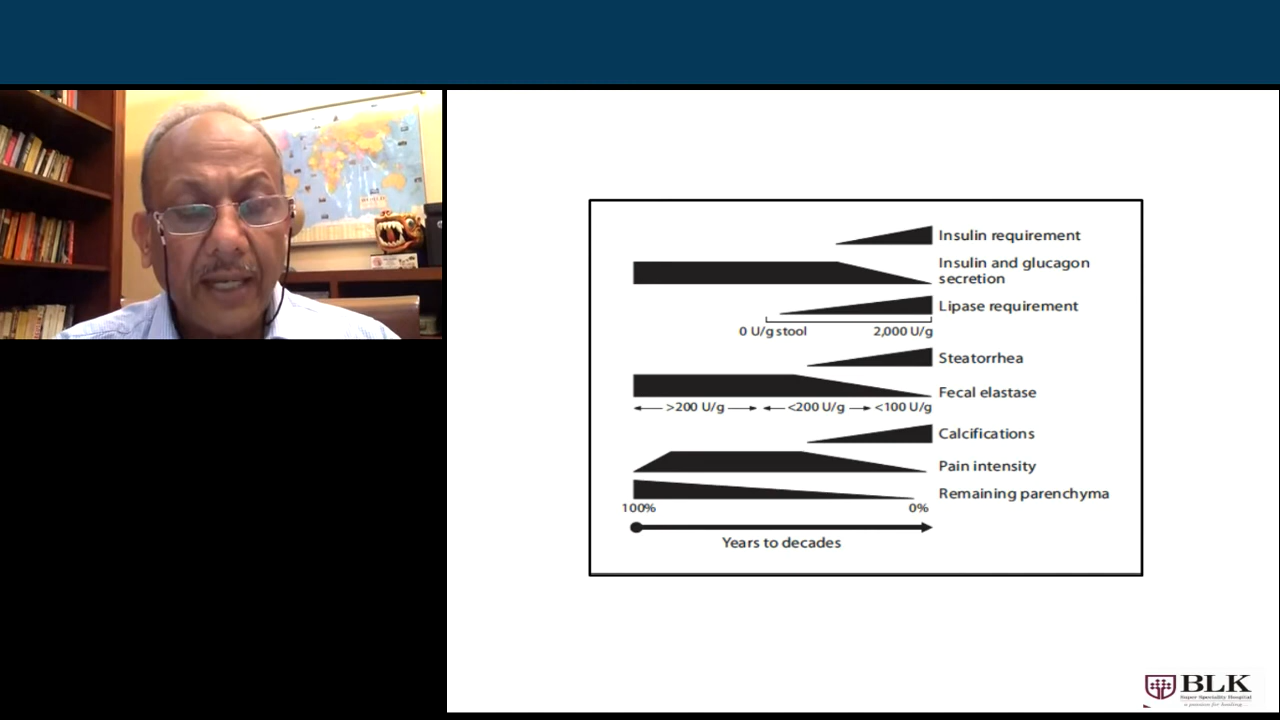 Insulin requirement
Insulin and glucagon
secretion
Lipase requirement
0 U/g stool
2,000 U/g
Steatorrhea
Fecal elastase
>200 U/g
<200 U/g
<100 U/g
Calcifications
Pain intensity
Remaining parenchyma
100%
0%
Years to decades
BLK
Super Speciality Hospital
a passion for healing...